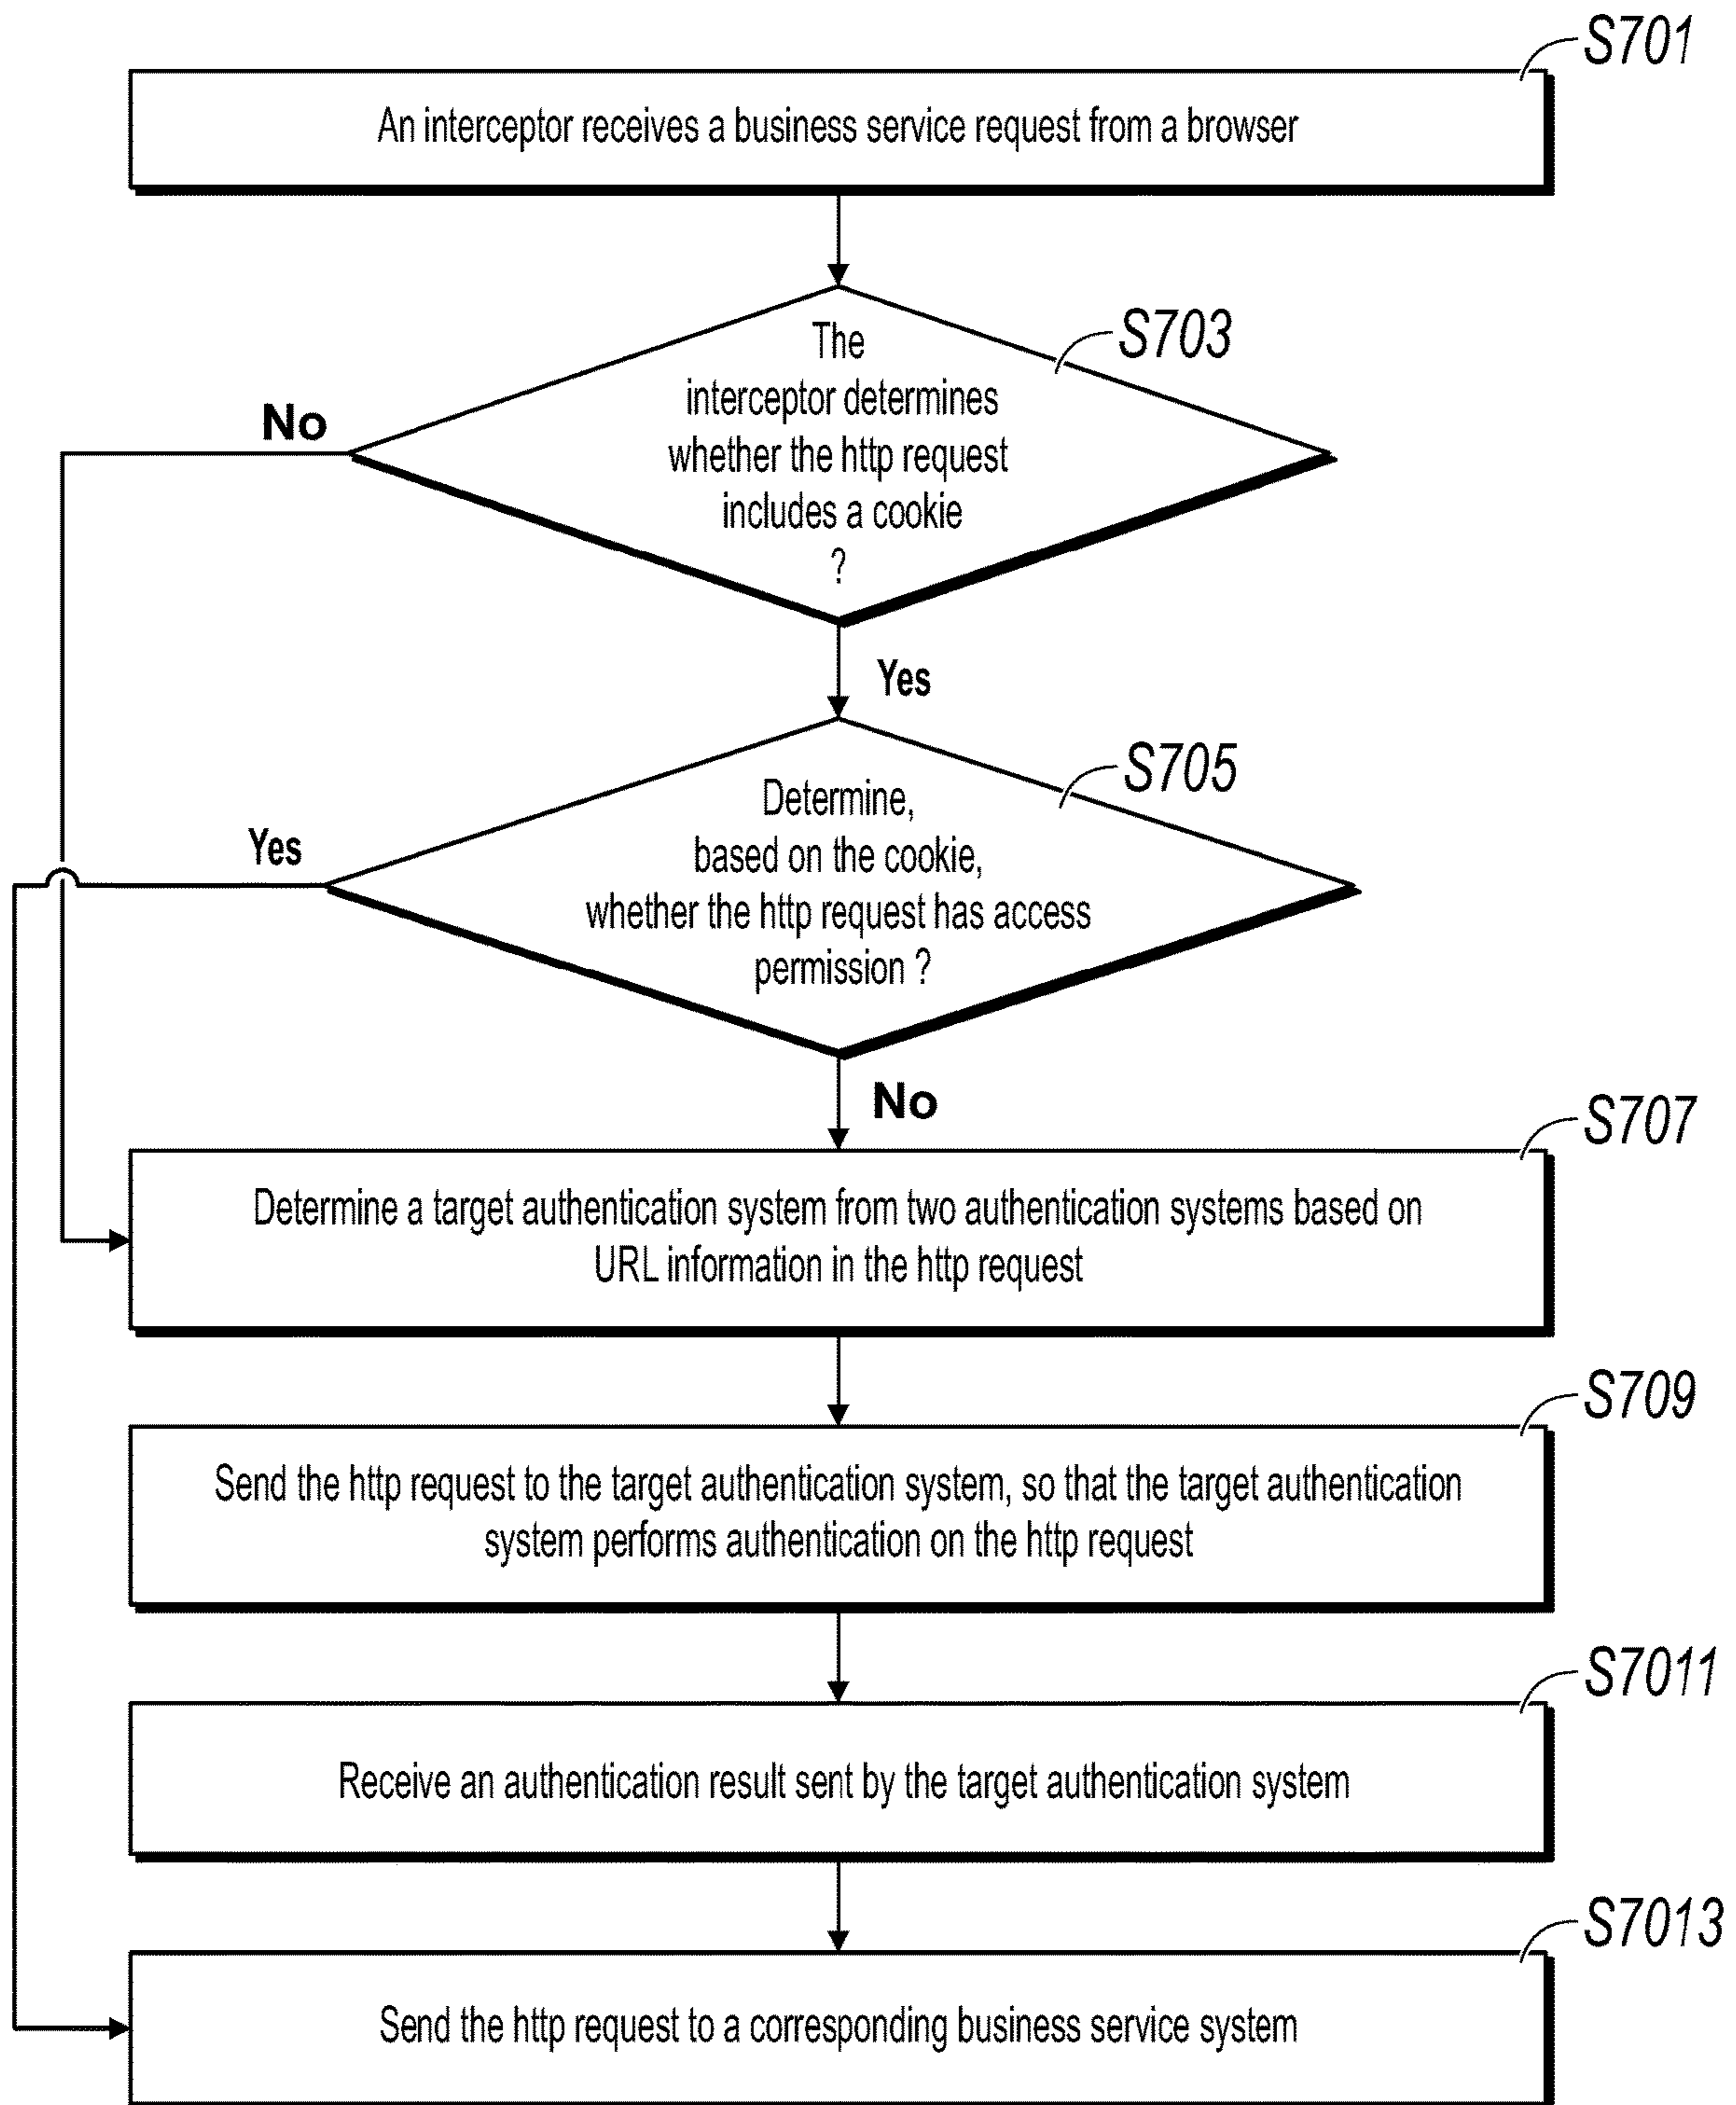 S701
An interceptor receives a business service request from a browser
S703
The
interceptor determines
whether the http request
includes a cookie
?
No
Yes
S705
Determine,
based on the cookie,
whether the http request has access
permission ?
Yes
No
S707
Determine a target authentication system from two authentication systems based on
URL information in the http request
S709
Send the http request to the target authentication system, so that the target authentication
system performs authentication on the http request
S7011
Receive an authentication result sent by the target authentication system
S7013
Send the http request to a corresponding business service system